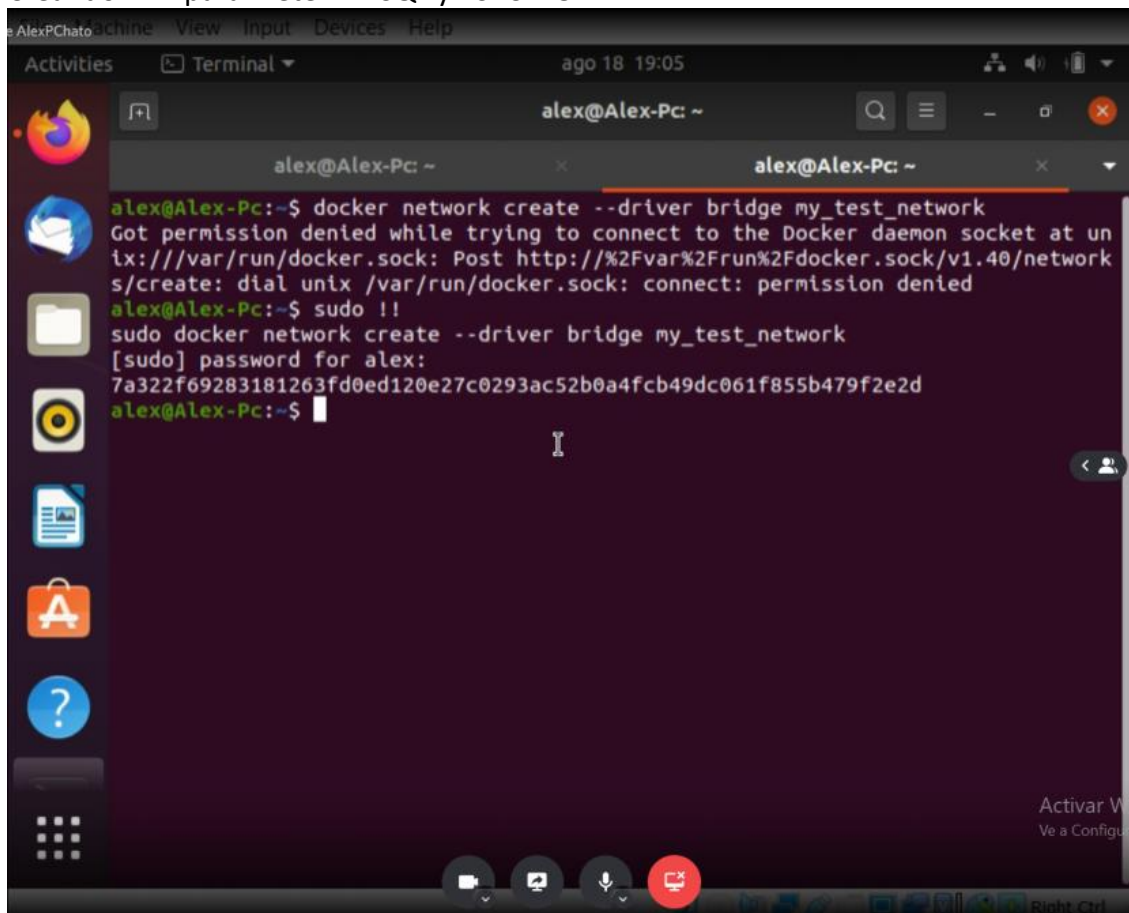 e AlexPChato
Machine View Input Devices Help
Activities Terminal ago 18 19:05
alex@Alex-Pc: ~
alex@Alex-Pc: ~ alex@Alex-Pc: ~
alex@Alex-Pc:~$ docker network create --driver bridge my_test_network
Got permission denied while trying to connect to the Docker daemon socket at un
ix:///var/run/docker.sock: Post http://%2Fvar%2Frun%2Fdocker.sock/v1.40/network
s/create: dial unix /var/run/docker.sock: connect: permission denied
alex@Alex-Pc:~$ sudo !!
sudo docker network create --driver bridge my_test_network
[sudo] password for alex:
7a322f69283181263fd0ed120e27c0293ac52b0a4fcb49dc061f855b479f2e2d
alex@Alex-Pc:~$
Activar W
Ve a Configu
Right Ctrl